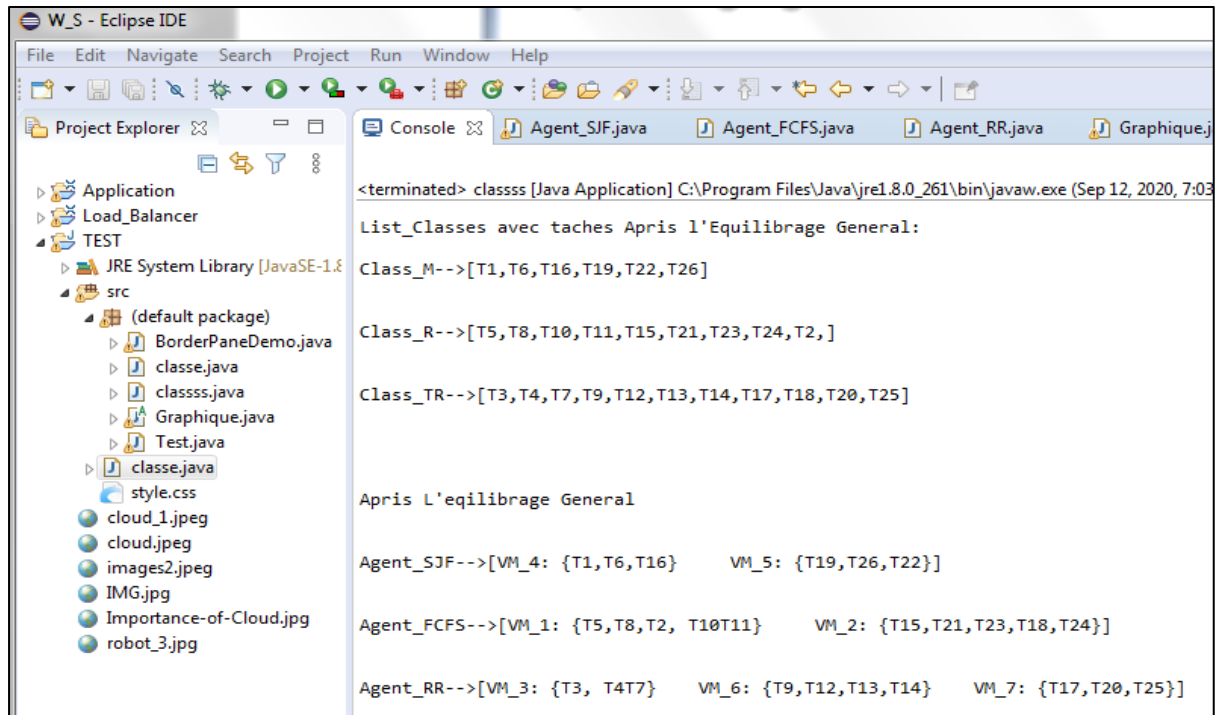 W_S - Eclipse IDE
File Edit Navigate Search Project Run Window Help
Project Explorer
Application
Load_Balancer
TEST
JRE System Library [JavaSE-1.8
src
(default package)
BorderPaneDemo.java
classe.java
classss.java
Graphique.java
Test.java
classe.java
style.css
cloud_1.jpeg
cloud.jpeg
images2.jpeg
IMG.jpg
Importance-of-Cloud.jpg
robot_3.jpg
Console Agent_SJF.java Agent_FCFS.java Agent_RR.java Graphique.j
<terminated> classss [Java Application] C:\Program Files\Java\jre1.8.0_261\bin\javaw.exe (Sep 12, 2020, 7:03
List_Classes avec taches Apris l'Equilibrage General:
Class_M-->[T1,T6,T16,T19,T22,T26]
Class_R-->[T5,T8,T10,T11,T15,T21,T23,T24,T2,]
Class_TR-->[T3,T4,T7,T9,T12,T13,T14,T17,T18,T20,T25]
Apris L'eqilibrage General
Agent_SJF-->[VM_4: {T1,T6,T16} VM_5: {T19,T26,T22}]
Agent_FCFS-->[VM_1: {T5,T8,T2, T10T11} VM_2: {T15,T21,T23,T18,T24}]
Agent_RR-->[VM_3: {T3, T4T7} VM_6: {T9,T12,T13,T14} VM_7: {T17,T20,T25}]